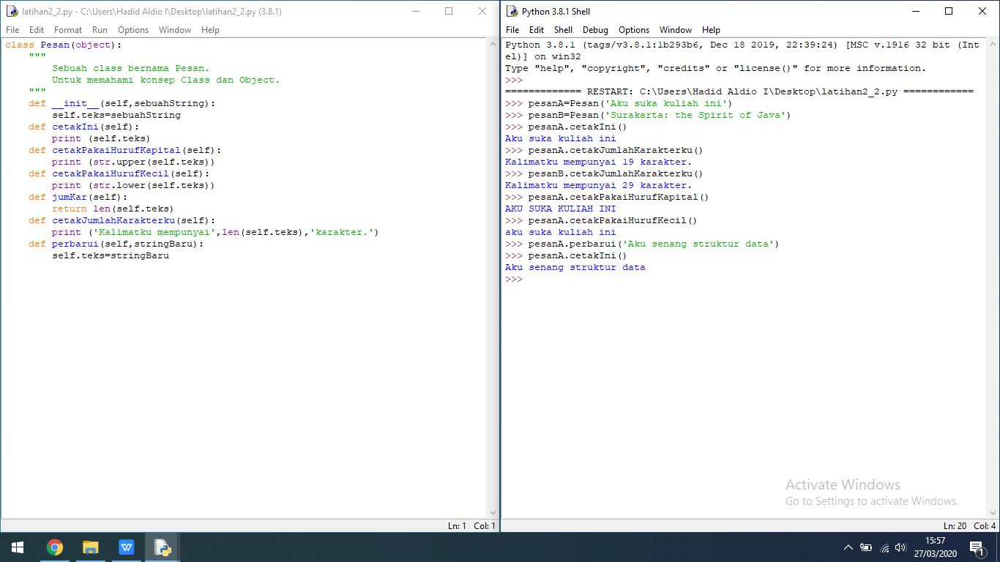 latihan2_2.py - C:\Users\Hadid Aldio I\Desktop\latihan2_2.py (3.8.1)
File Edit Format Run Options Window Help
class Pesan(object):
    """
        Sebuah class bernama Pesan.
        Untuk memahami konsep Class dan Object.
    """
    def __init__(self,sebuahString):
        self.teks=sebuahString
    def cetakIni(self):
        print (self.teks)
    def cetakPakaiHurufKapital(self):
        print (str.upper(self.teks))
    def cetakPakaiHurufKecil(self):
        print (str.lower(self.teks))
    def jumKar(self):
        return len(self.teks)
    def cetakJumlahKarakterku(self):
        print ('Kalimatku mempunyai',len(self.teks),'karakter.')
    def perbarui(self,stringBaru):
        self.teks=stringBaru
Ln: 1 Col: 1
Python 3.8.1 Shell
File Edit Shell Debug Options Window Help
Python 3.8.1 (tags/v3.8.1:1b293b6, Dec 18 2019, 22:39:24) [MSC v.1916 32 bit (Int
el)] on win32
Type "help", "copyright", "credits" or "license()" for more information.
>>>
============= RESTART: C:\Users\Hadid Aldio I\Desktop\latihan2_2.py ============
>>> pesanA=Pesan('Aku suka kuliah ini')
>>> pesanB=Pesan('Surakarta: the Spirit of Java')
>>> pesanA.cetakIni()
Aku suka kuliah ini
>>> pesanA.cetakJumlahKarakterku()
Kalimatku mempunyai 19 karakter.
>>> pesanB.cetakJumlahKarakterku()
Kalimatku mempunyai 29 karakter.
>>> pesanA.cetakPakaiHurufKapital()
AKU SUKA KULIAH INI
>>> pesanA.cetakPakaiHurufKecil()
aku suka kuliah ini
>>> pesanA.perbarui('Aku senang struktur data')
>>> pesanA.cetakIni()
Aku senang struktur data
>>>
Activate Windows
Go to Settings to activate Windows.
Ln: 20 Col: 4
W
15:57
27/03/2020
1